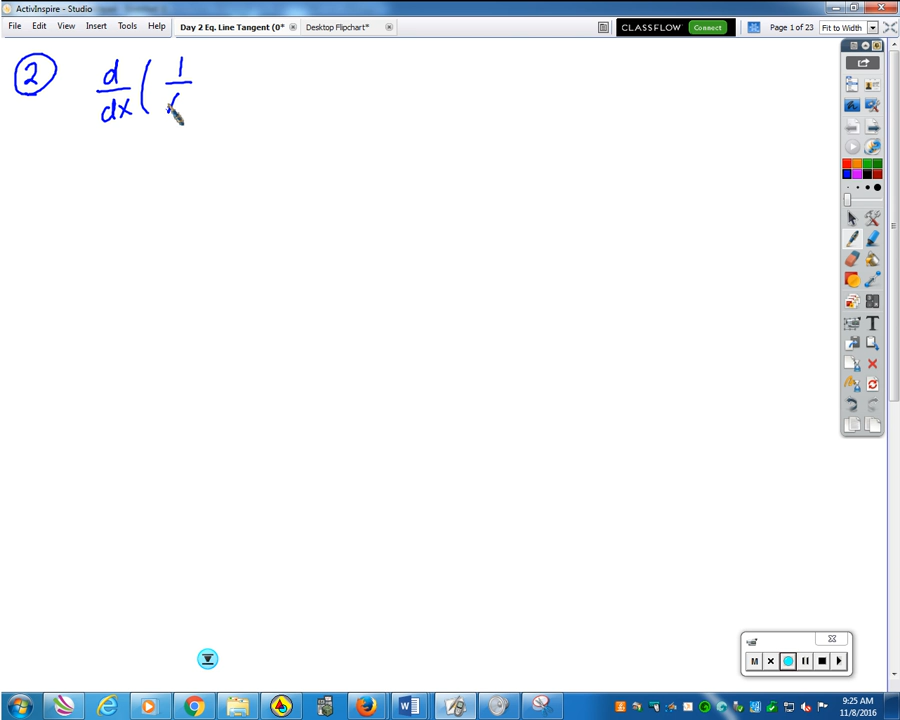 ActivInspire - Studio
File Edit View Insert Tools Day 2 Eq. Line Tangent (0* Desktop Flipchart* CLASSFLOW Connect Page 1 of 23 Fit to Width
② d/dx ( 1/
T
M
9:25 AM
11/8/2016